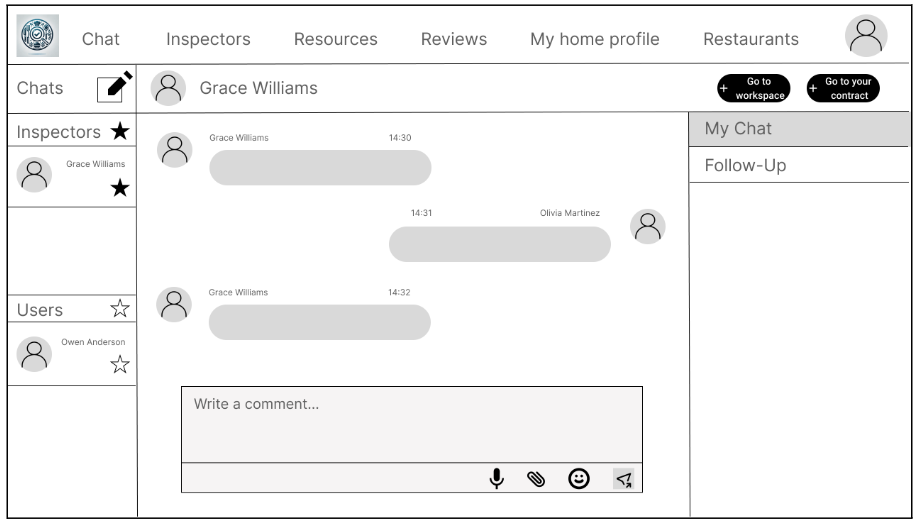 Chat Inspectors Resources Reviews My home profile Restaurants
Chats
Grace Williams
+ Go to
workspace
+ Go to your
contract
Inspectors
Grace Williams
Users
Owen Anderson
Grace Williams 14:30
14:31 Olivia Martinez
Grace Williams 14:32
Write a comment...
My Chat
Follow-Up